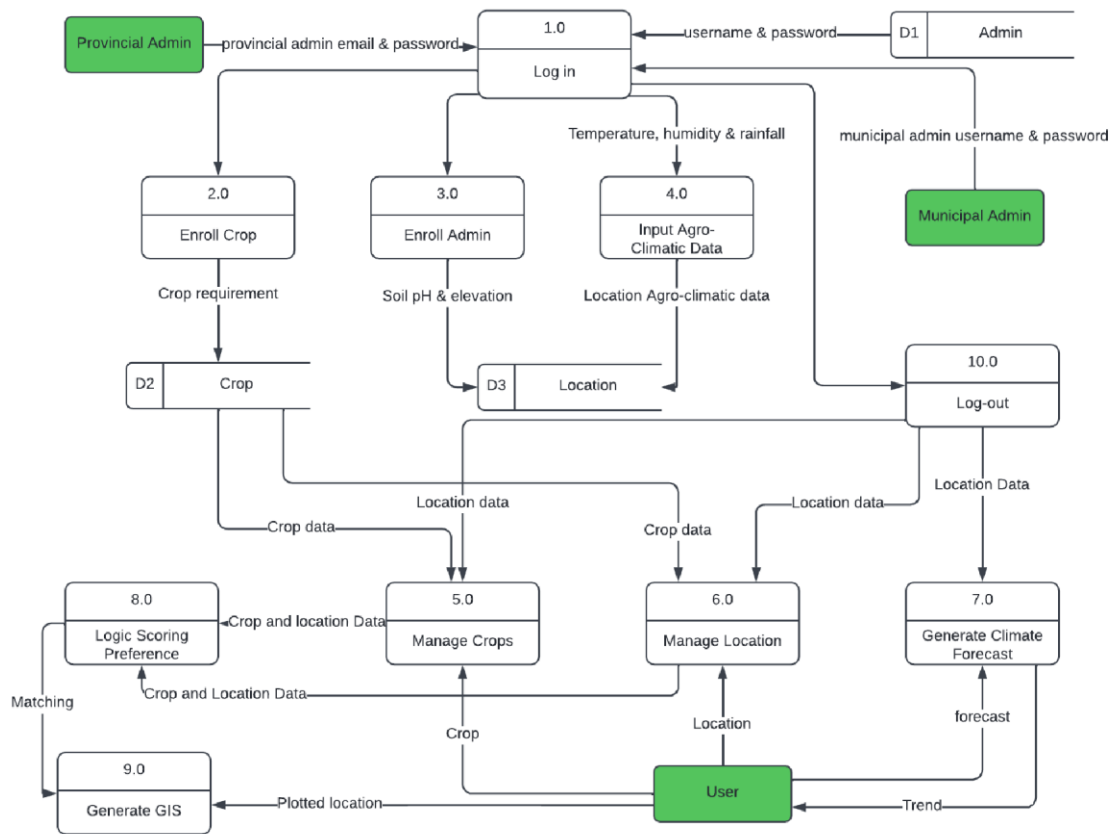 Provincial Admin
provincial admin email & password
1.0
Log in
username & password
D1
Admin
Temperature, humidity & rainfall
municipal admin username & password
2.0
Enroll Crop
3.0
Enroll Admin
4.0
Input Agro-
Climatic Data
Municipal Admin
Crop requirement
Soil pH & elevation
Location Agro-climatic data
D2
Crop
D3
Location
10.0
Log-out
Location data
Location data
Location Data
Crop data
Crop data
8.0
Logic Scoring
Preference
Crop and location Data
5.0
Manage Crops
6.0
Manage Location
7.0
Generate Climate
Forecast
Matching
Crop and Location Data
Crop
Location
forecast
9.0
Generate GIS
Plotted location
User
Trend